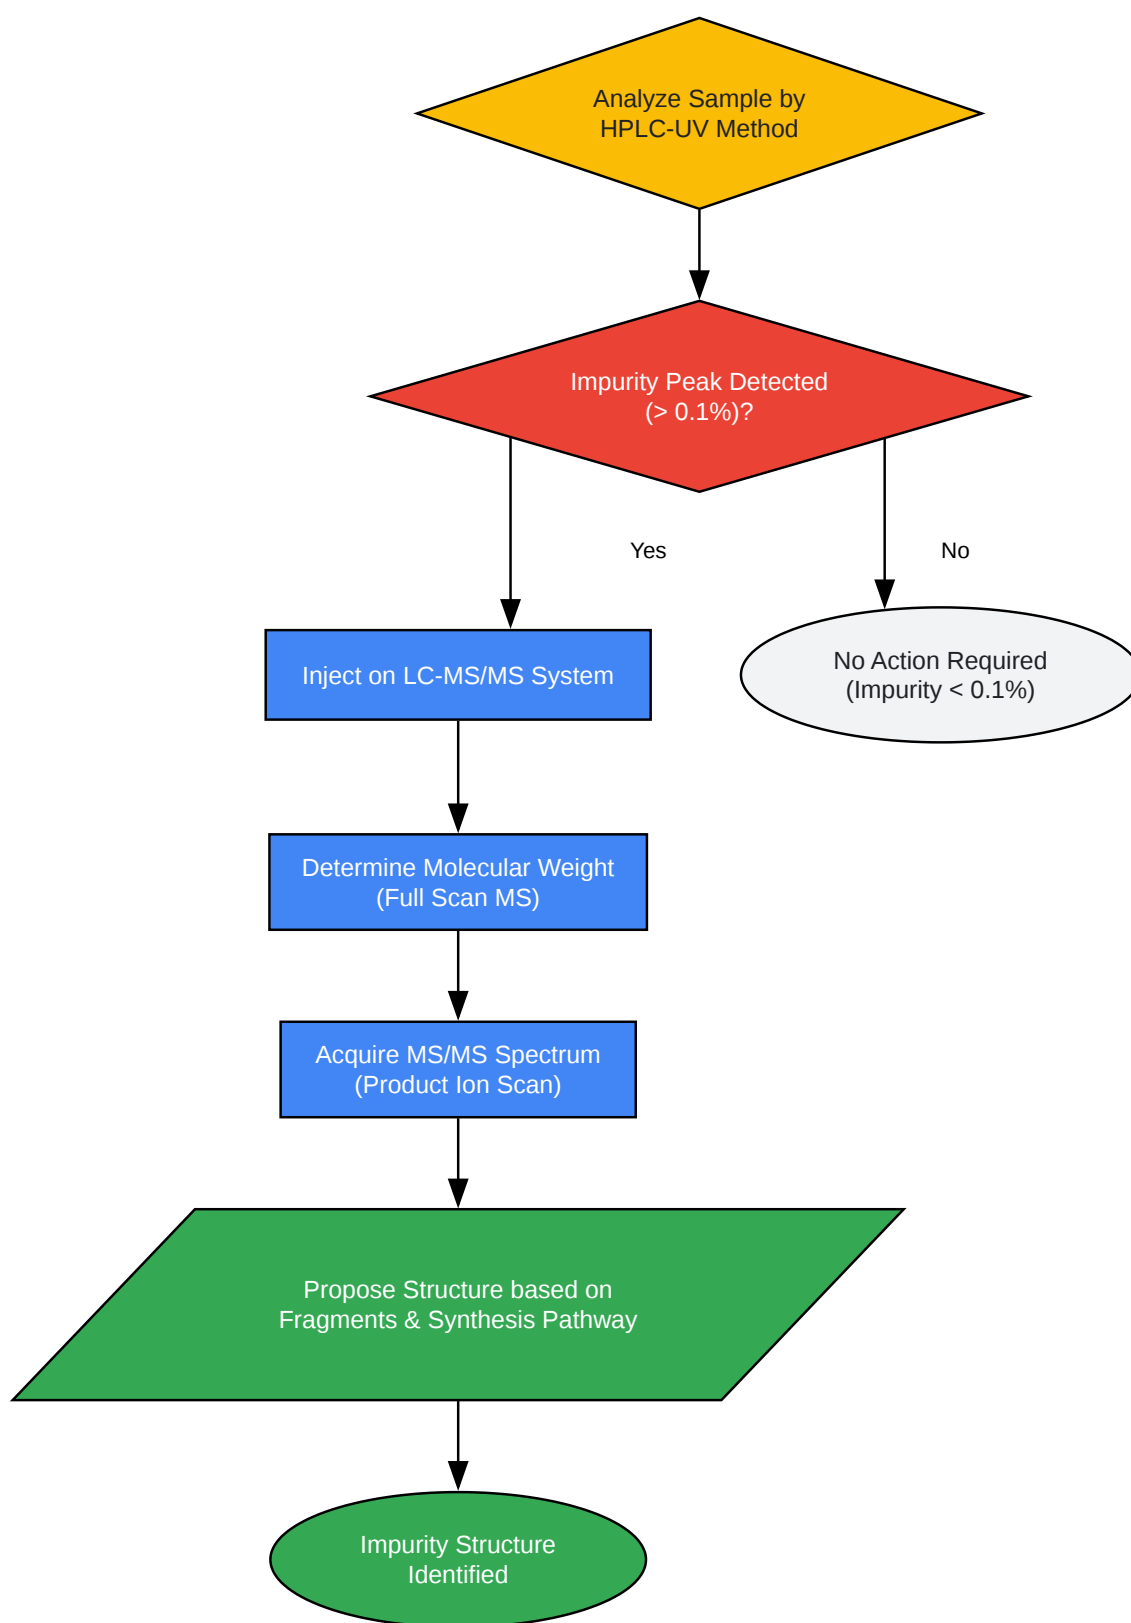 Analyze Sample by
HPLC-UV Method
Impurity Peak Detected
(> 0.1%)?
Yes
No
Inject on LC-MS/MS System
No Action Required
(Impurity < 0.1%)
Determine Molecular Weight
(Full Scan MS)
Acquire MS/MS Spectrum
(Product Ion Scan)
Propose Structure based on
Fragments & Synthesis Pathway
Impurity Structure
Identified